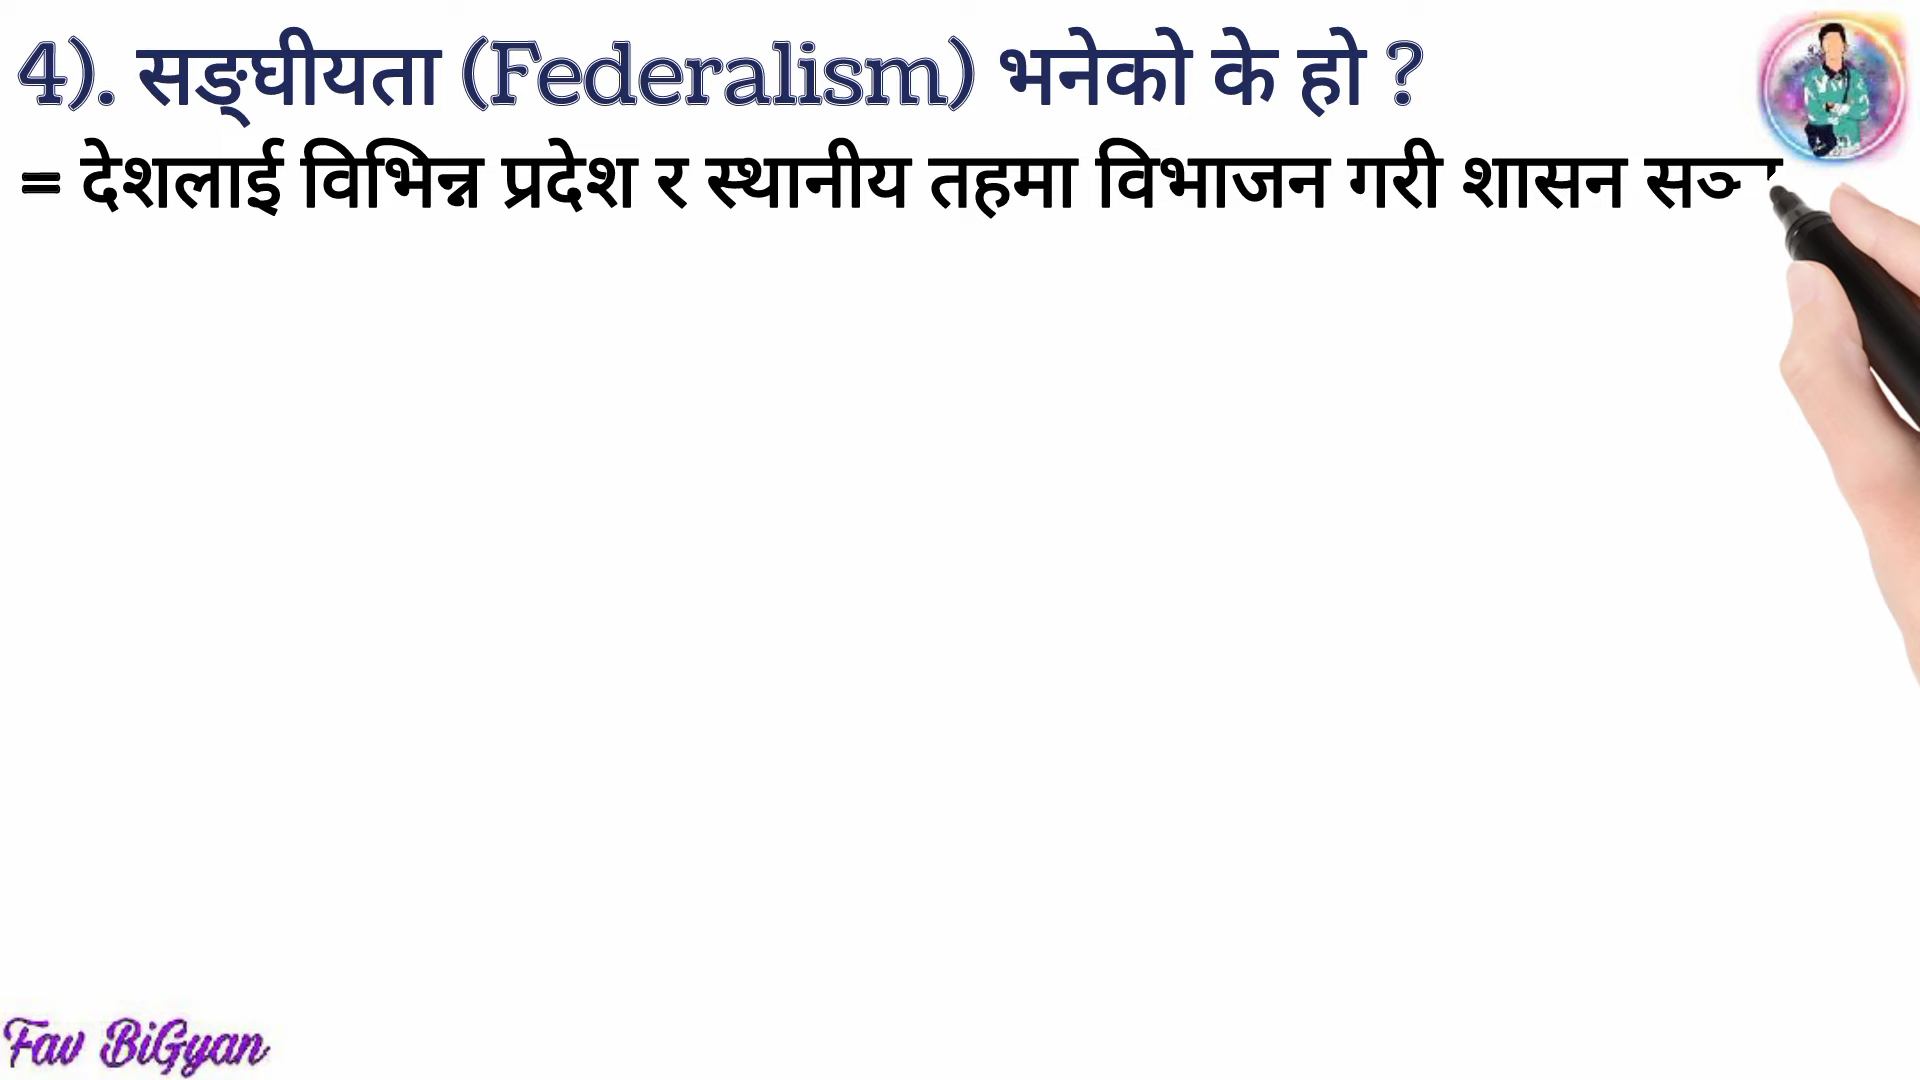 4). सङ्घीयता (Federalism) भनेको के हो ?
= देशलाई विभिन्न प्रदेश र स्थानीय तहमा विभाजन गरी शासन
Fav BiGyan